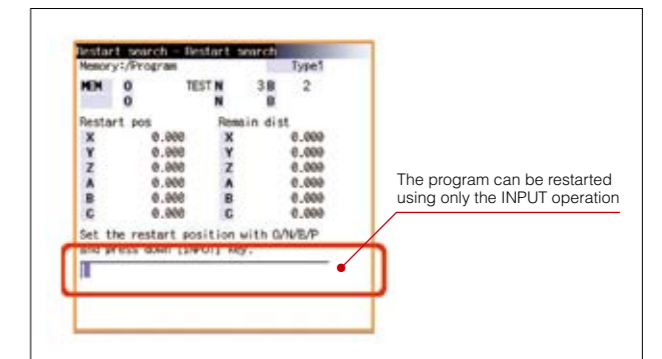 Restart search - Restart search
Memory:/Program Type1
MEM O TEST N 3 B 2
O N B
Restart pos Remain dist
X 0.000 X 0.000
Y 0.000 Y 0.000
Z 0.000 Z 0.000
A 0.000 A 0.000
B 0.000 B 0.000
C 0.000 C 0.000
Set the restart position with O/N/B/P
and press down [INPUT] key.
The program can be restarted
using only the INPUT operation